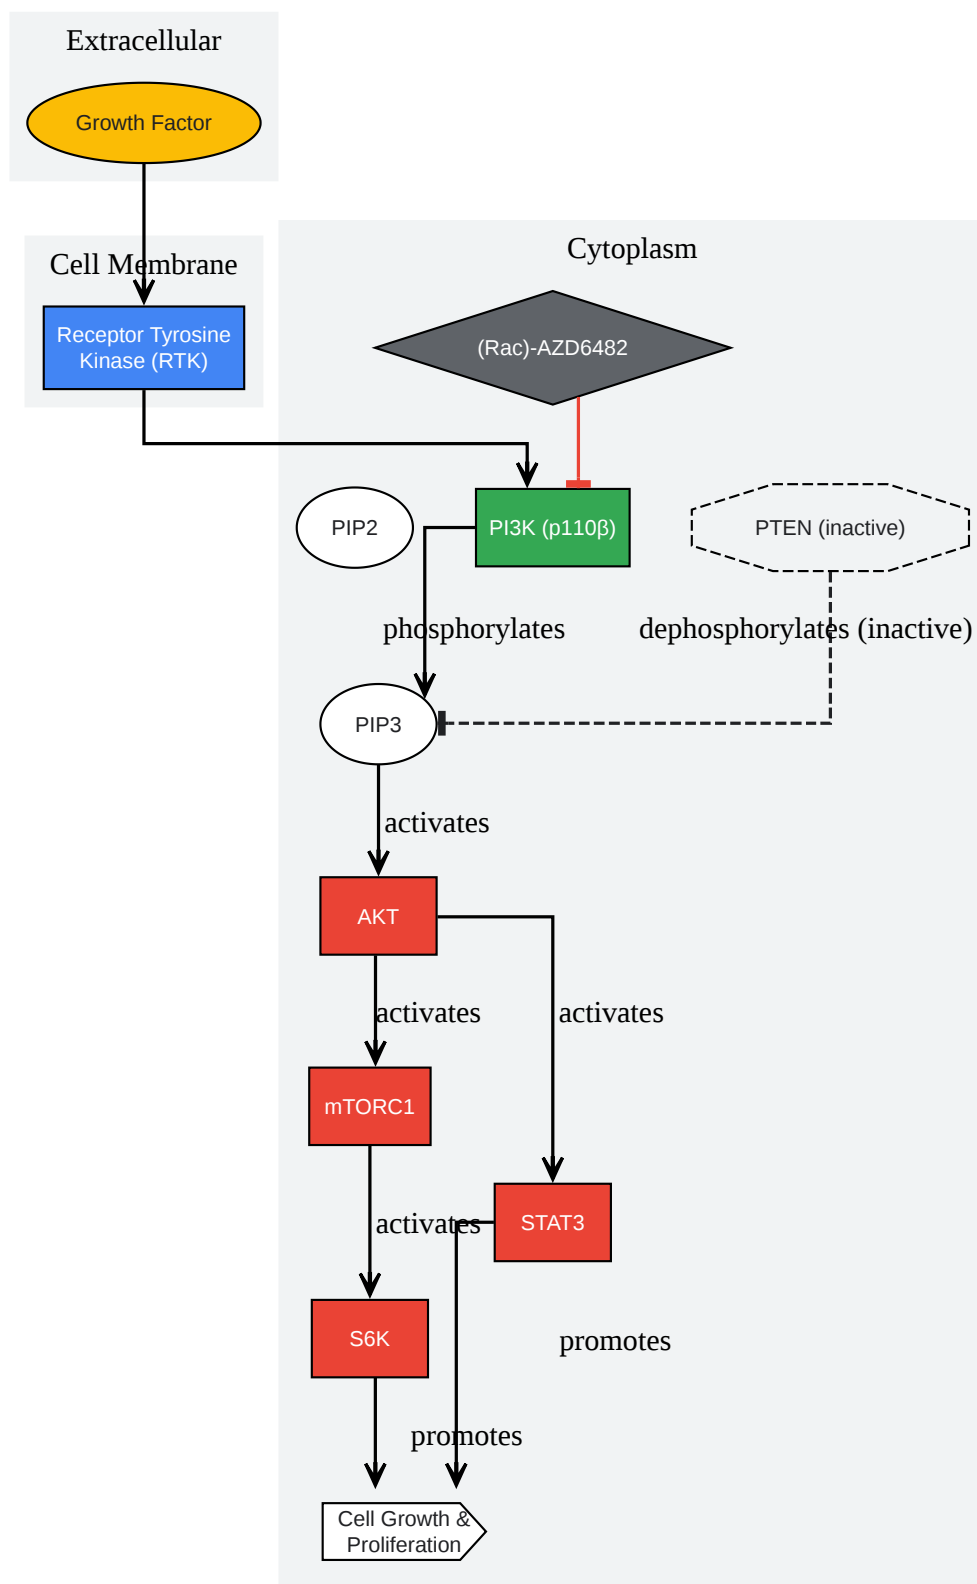 Extracellular
Growth Factor
Cell Membrane
Receptor Tyrosine
Kinase (RTK)
Cytoplasm
(Rac)-AZD6482
PIP2
PI3K (p110β)
PTEN (inactive)
phosphorylates
dephosphorylates (inactive)
PIP3
activates
AKT
activates
activates
mTORC1
activates
STAT3
S6K
promotes
promotes
Cell Growth &
Proliferation